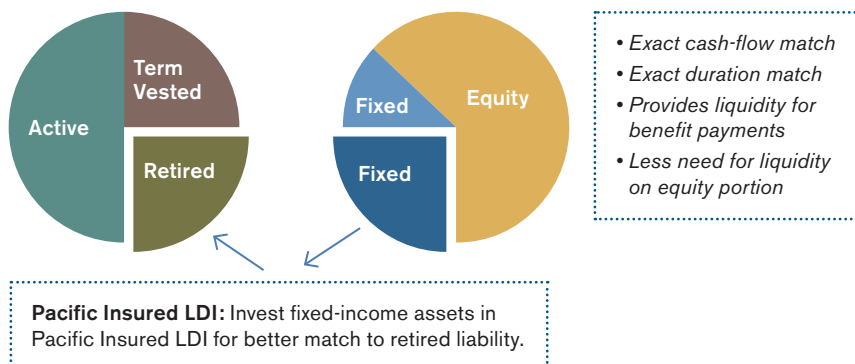 Active
Term
Vested
Retired
Fixed
Equity
Fixed
• Exact cash-flow match
• Exact duration match
• Provides liquidity for
benefit payments
• Less need for liquidity
on equity portion
Pacific Insured LDI: Invest fixed-income assets in
Pacific Insured LDI for better match to retired liability.